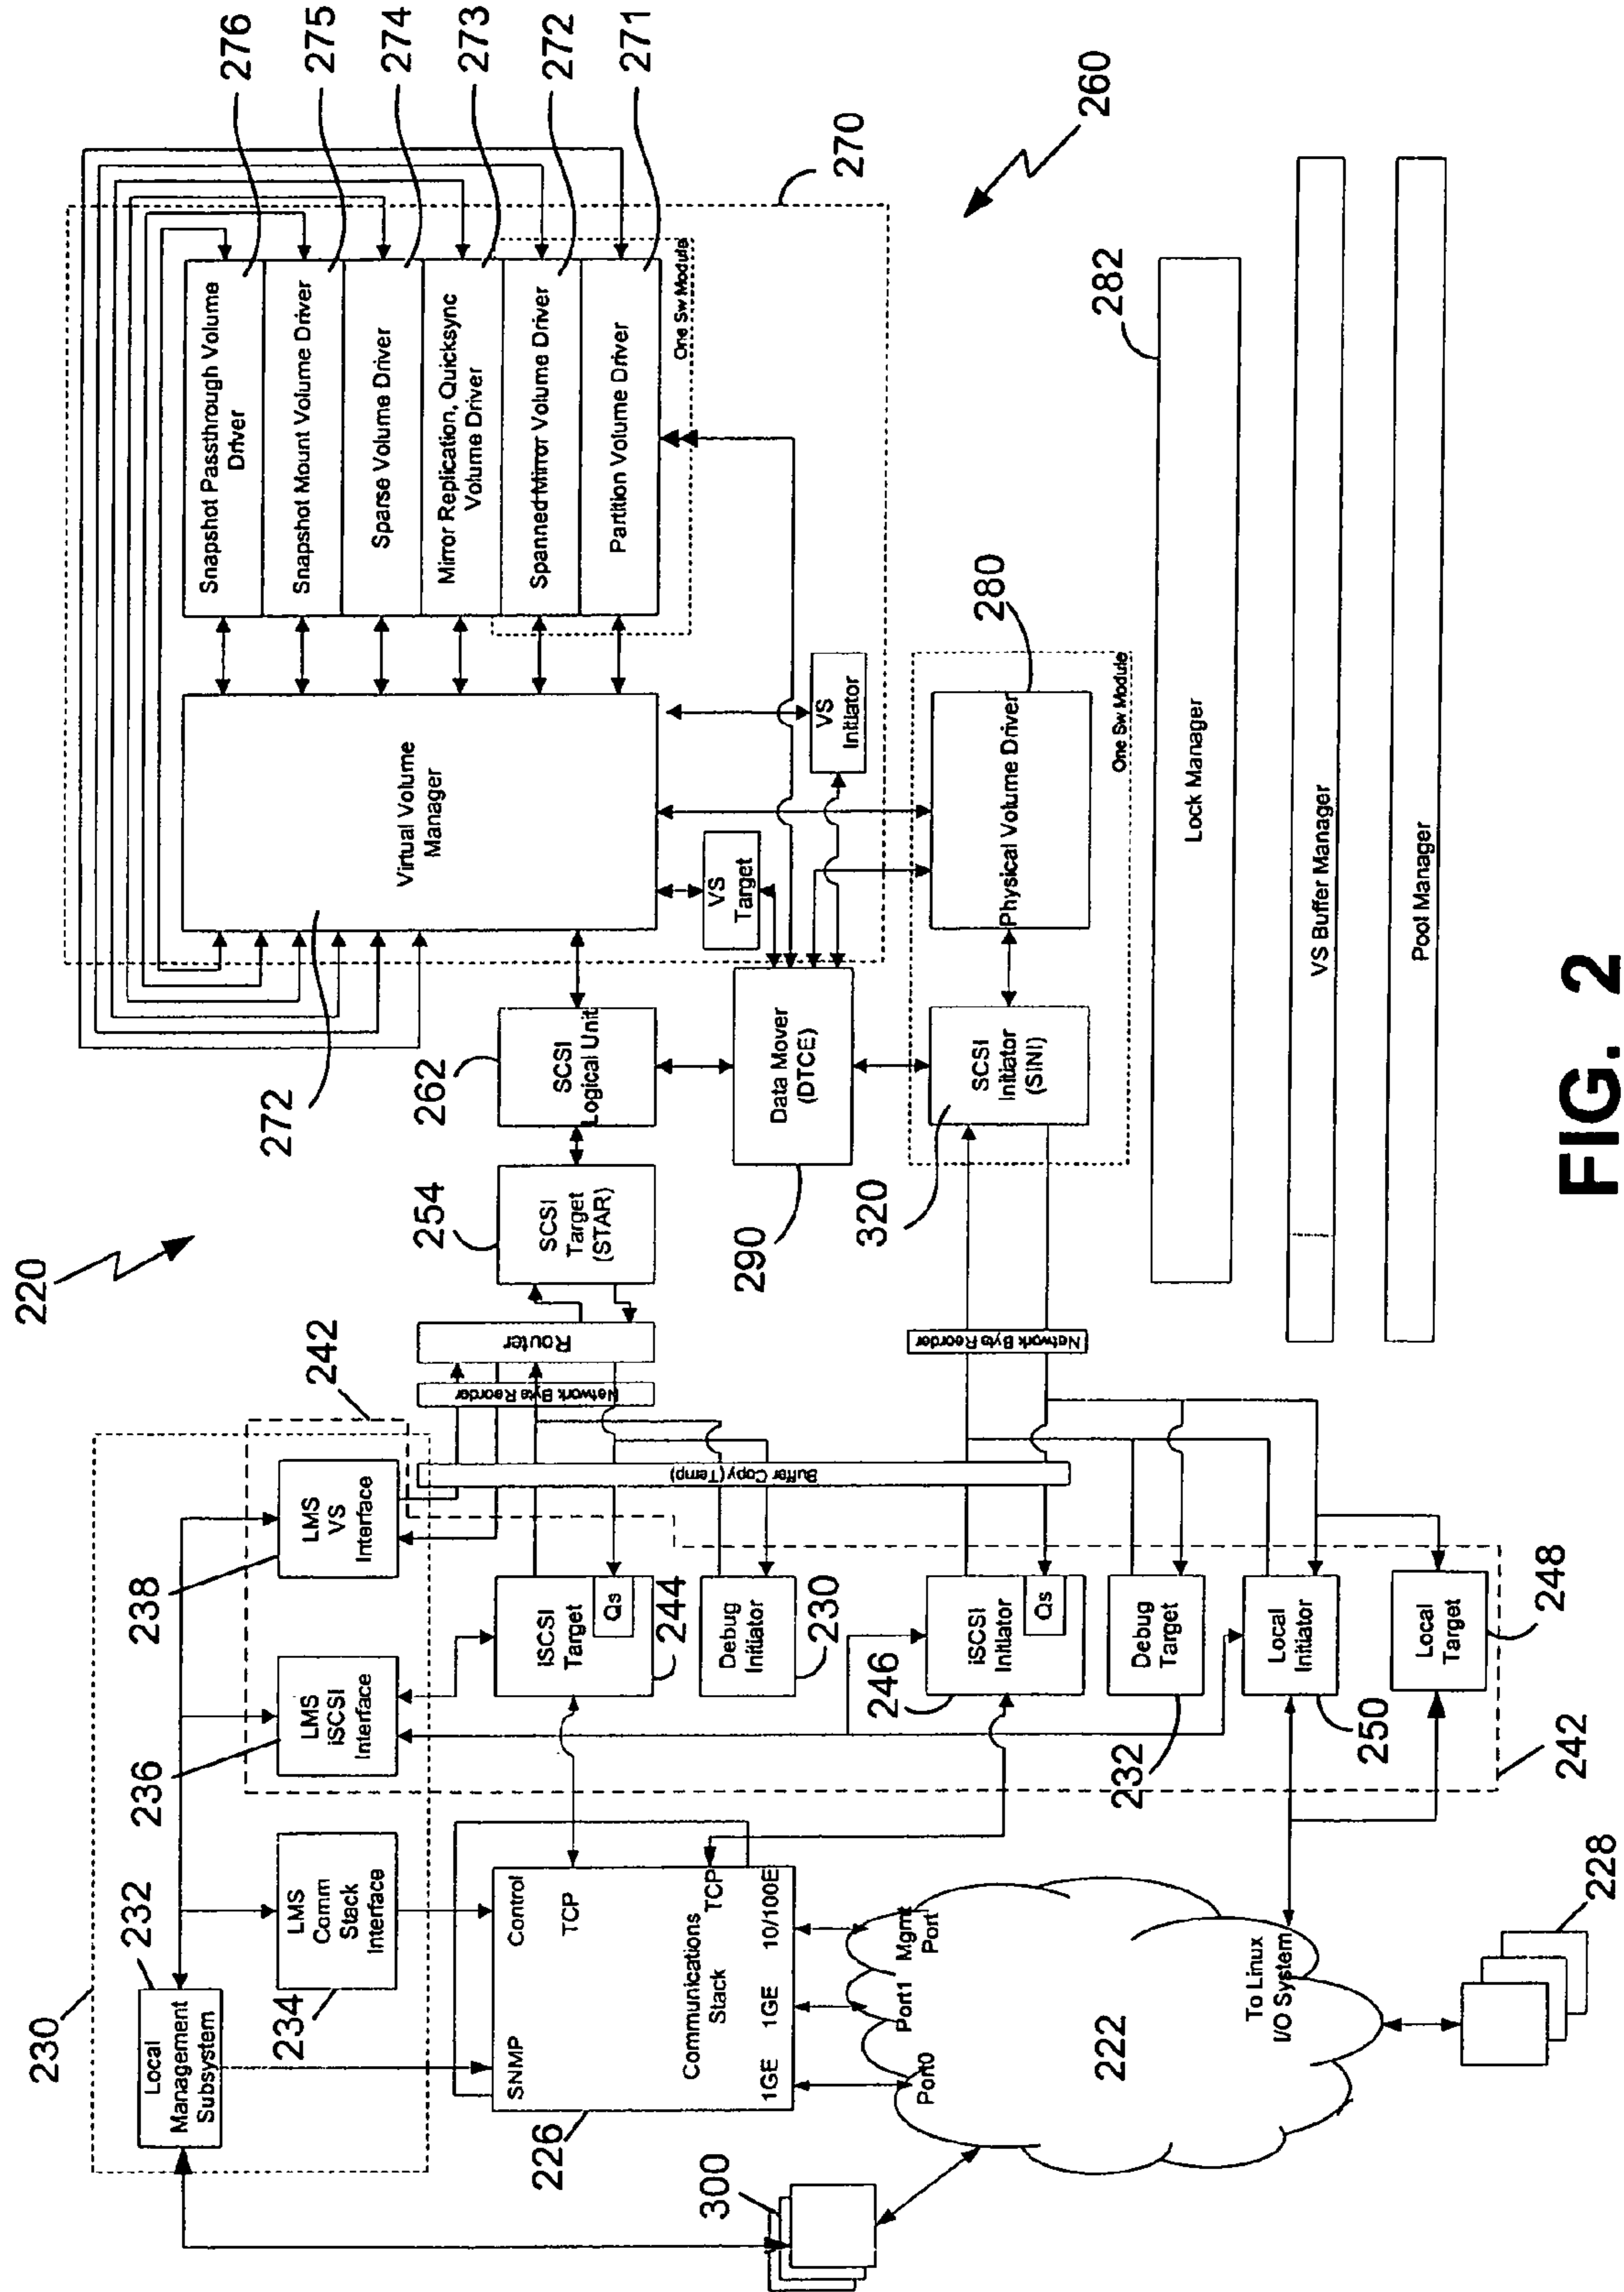 220
230
232
Local
Management
Subsystem
234
LMS
Comm
Stack
Interface
236
LMS
iSCSI
Interface
238
LMS
VS
Interface
242
226
SNMP
Control
TCP
TCP
Communications
Stack
1GE
1GE
10/100E
Port0
Port1
Mgmt
Port
222
To Linux
I/O System
300
228
iSCSI
Target
Qs
244
Debug
Initiator
230
246
iSCSI
Initiator
Qs
Debug
Target
232
Local
Initiator
250
Local
Target
248
242
Buffer Copy (Temp)
Network Byte Reorder
Router
Network Byte Reorder
254
SCSI
Target
(STAR)
262
SCSI
Logical Unit
290
Data Mover
(DTCE)
320
SCSI
Initiator
(SINI)
280
Physical Volume Driver
One Sw Module
272
Virtual Volume
Manager
VS
Target
VS
Initiator
Snapshot Passthrough Volume
Driver
Snapshot Mount Volume Driver
Sparse Volume Driver
Mirror Replication, Quicksync
Volume Driver
Spanned Mirror Volume Driver
Partition Volume Driver
One Sw Module
276
275
274
273
272
271
270
260
282
Lock Manager
VS Buffer Manager
Pool Manager
FIG. 2